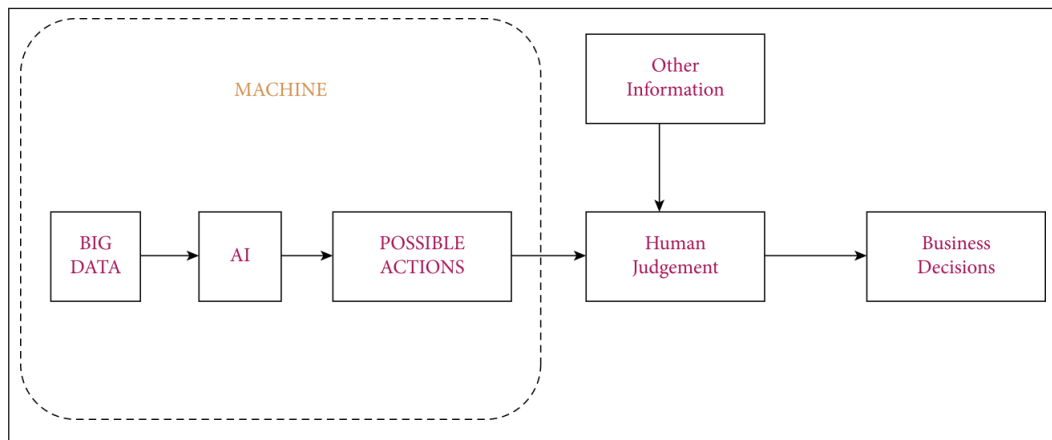 MACHINE
Other
Information
BIG
DATA
AI
POSSIBLE
ACTIONS
Human
Judgement
Business
Decisions